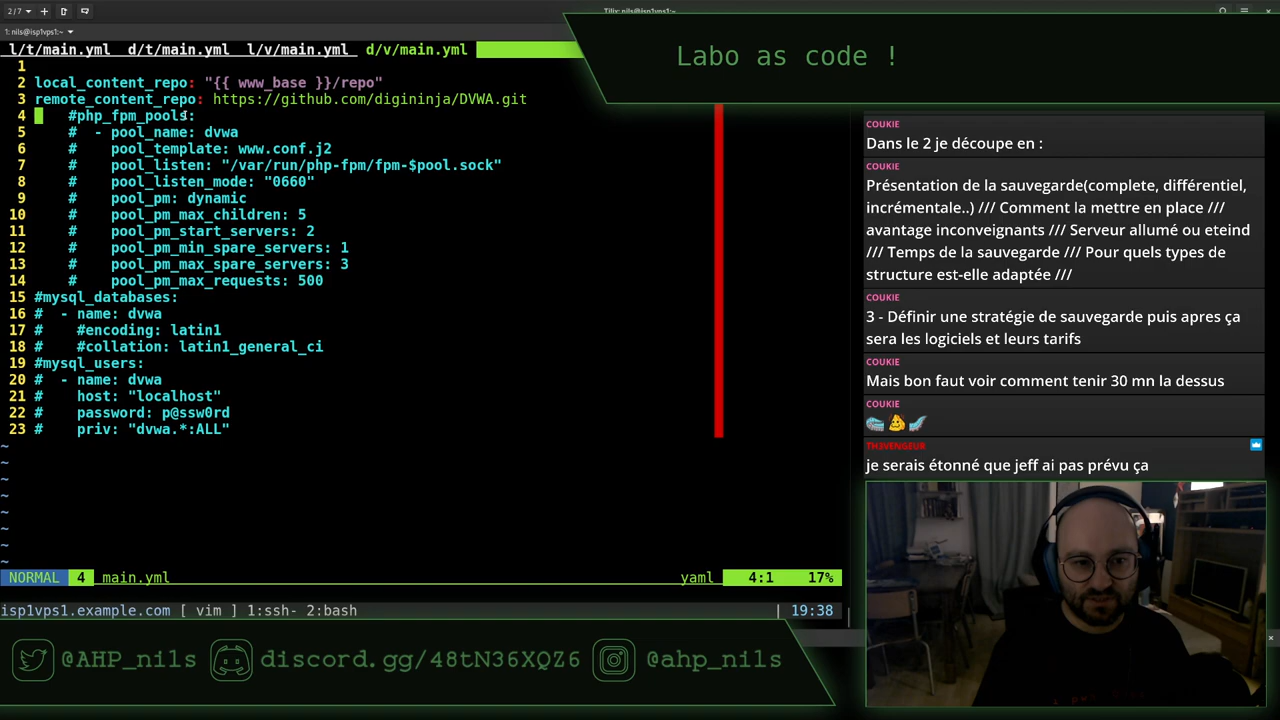 2/7
Tilix: nils@isp1vps1:~
1: nils@isp1vps1:~
l/t/main.yml d/t/main.yml l/v/main.yml d/v/main.yml
Labo as code !
1
2 local_content_repo: "{{ www_base }}/repo"
3 remote_content_repo: https://github.com/digininja/DVWA.git
4 #php_fpm_pools:
5 # - pool_name: dvwa
6 # pool_template: www.conf.j2
7 # pool_listen: "/var/run/php-fpm/fpm-$pool.sock"
8 # pool_listen_mode: "0660"
9 # pool_pm: dynamic
10 # pool_pm_max_children: 5
11 # pool_pm_start_servers: 2
12 # pool_pm_min_spare_servers: 1
13 # pool_pm_max_spare_servers: 3
14 # pool_pm_max_requests: 500
15 #mysql_databases:
16 # - name: dvwa
17 # #encoding: latin1
18 # #collation: latin1_general_ci
19 #mysql_users:
20 # - name: dvwa
21 # host: "localhost"
22 # password: p@ssw0rd
23 # priv: "dvwa.*:ALL"
~
~
~
~
~
~
~
~
NORMAL 4 main.yml yaml 4:1 17%
isp1vps1.example.com [ vim ] 1:ssh- 2:bash | 19:38
COUKIE
Dans le 2 je découpe en :
COUKIE
Présentation de la sauvegarde(complete, différentiel,
incrémentale..) /// Comment la mettre en place ///
avantage inconveignants /// Serveur allumé ou eteind
/// Temps de la sauvegarde /// Pour quels types de
structure est-elle adaptée ///
COUKIE
3 - Définir une stratégie de sauvegarde puis apres ça
sera les logiciels et leurs tarifs
COUKIE
Mais bon faut voir comment tenir 30 mn la dessus
COUKIE
TH3VENGEUR
je serais étonné que jeff ai pas prévu ça
@AHP_nils discord.gg/48tN36XQZ6 @ahp_nils